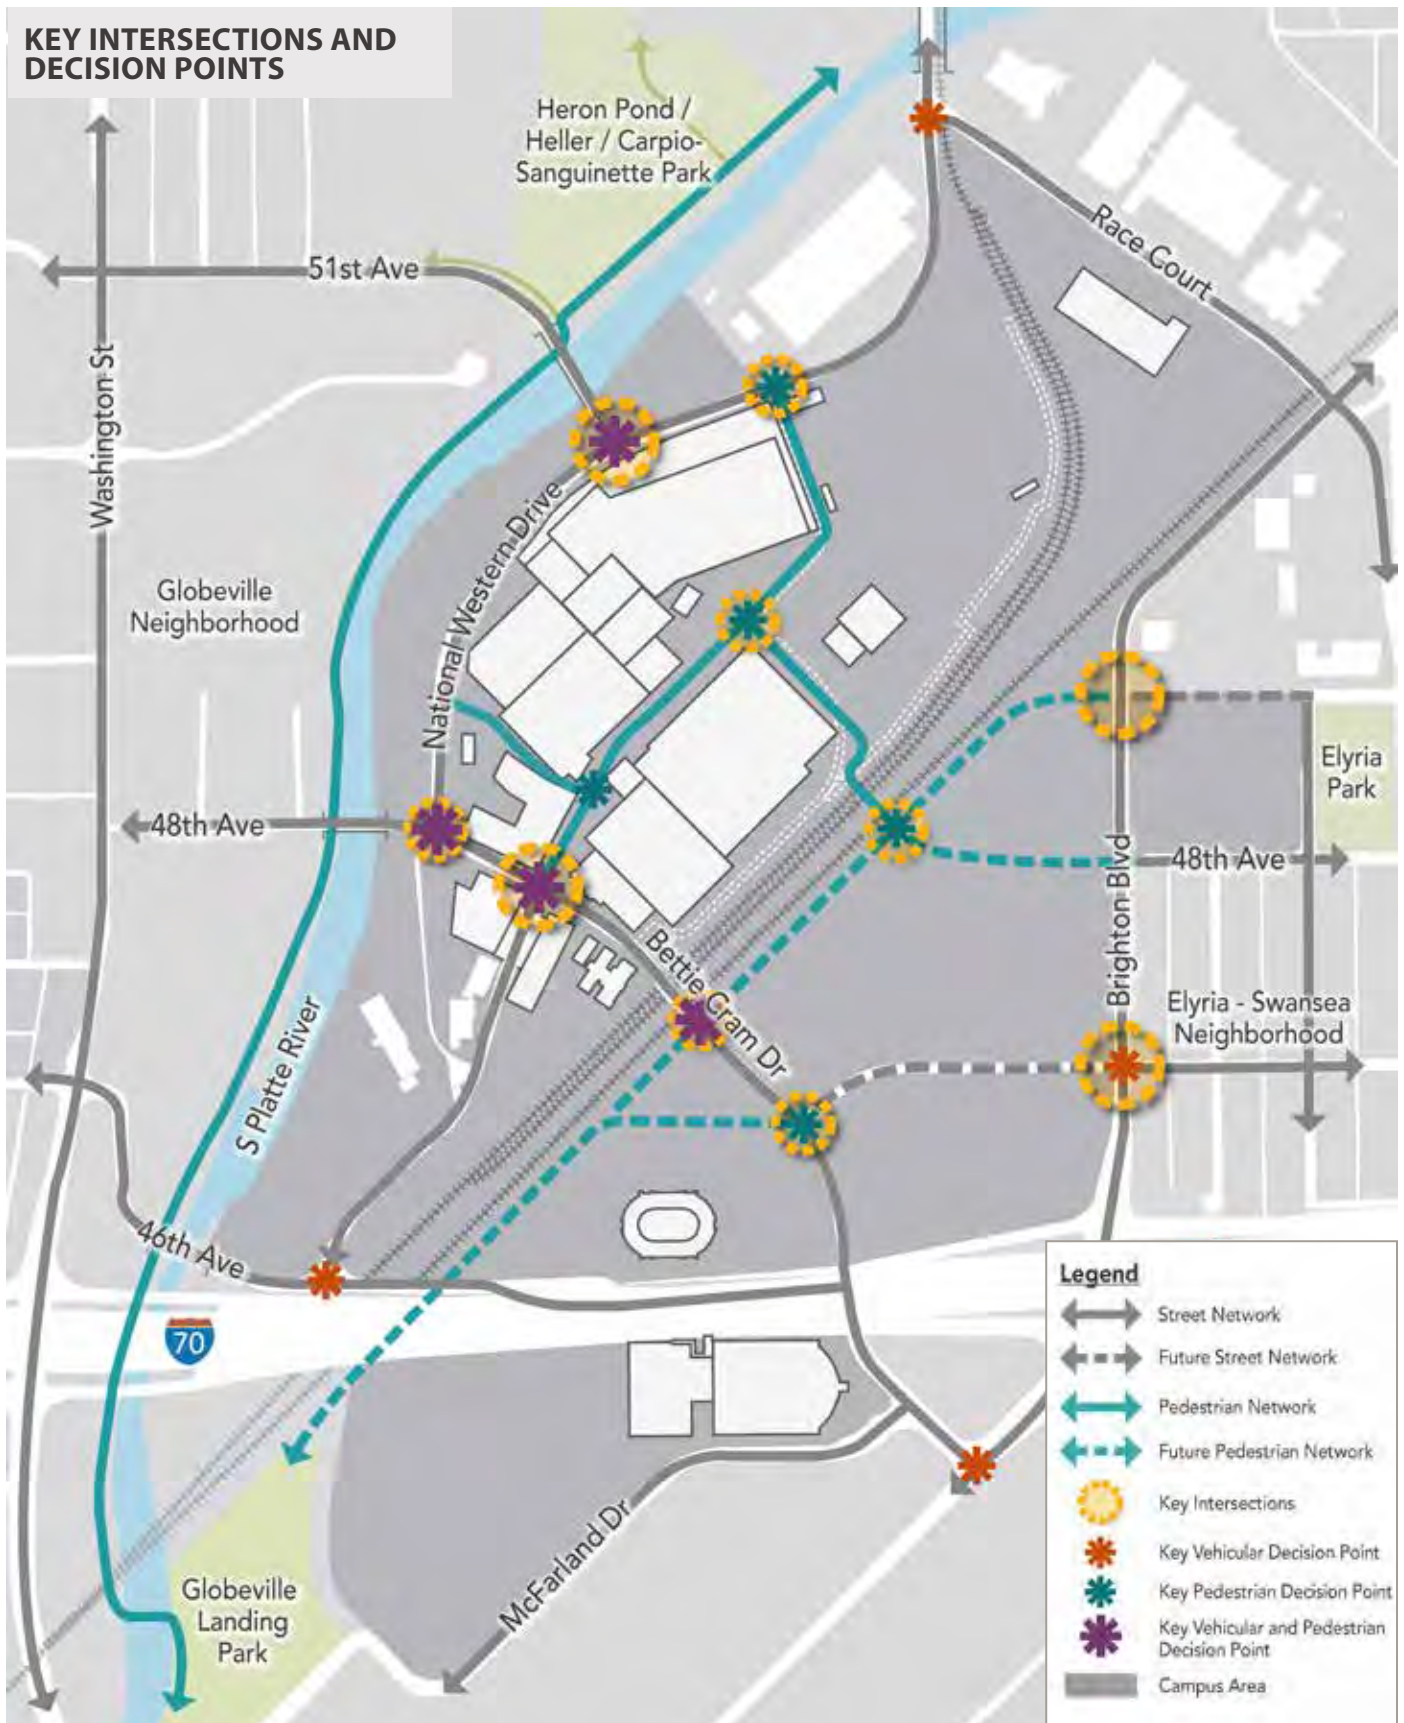 KEY INTERSECTIONS AND
DECISION POINTS
Heron Pond /
Heller / Carpio-
Sanguinette Park
Race Court
51st Ave
Washington St
National Western Drive
Globeville
Neighborhood
Elyria
Park
48th Ave
48th Ave
Brighton Blvd
Bettie Cram Dr
Elyria - Swansea
Neighborhood
S Platte River
46th Ave
70
McFarland Dr
Globeville
Landing
Park
Legend
Street Network
Future Street Network
Pedestrian Network
Future Pedestrian Network
Key Intersections
Key Vehicular Decision Point
Key Pedestrian Decision Point
Key Vehicular and Pedestrian
Decision Point
Campus Area